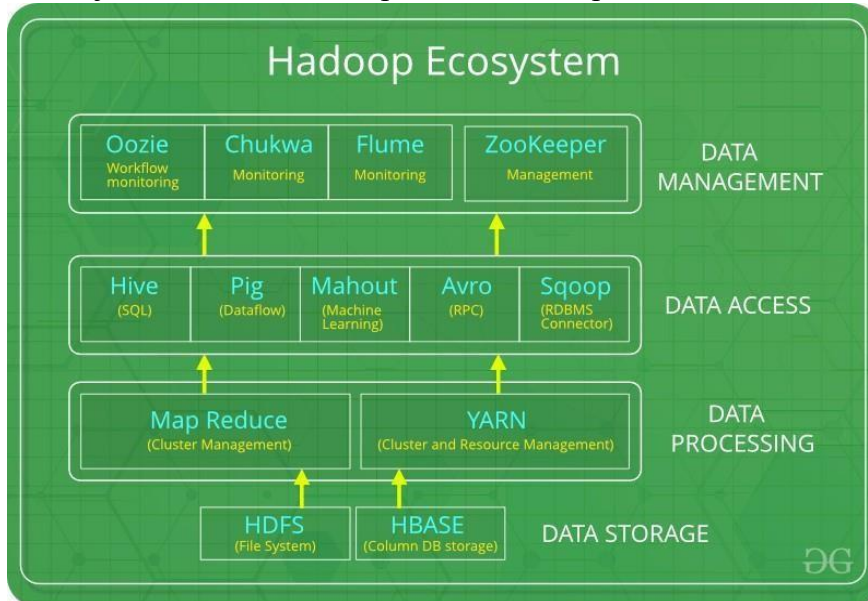 Hadoop Ecosystem
Oozie
Workflow
monitoring
Chukwa
Monitoring
Flume
Monitoring
ZooKeeper
Management
DATA
MANAGEMENT
Hive
(SQL)
Pig
(Dataflow)
Mahout
(Machine
Learning)
Avro
(RPC)
Sqoop
(RDBMS
Connector)
DATA ACCESS
Map Reduce
(Cluster Management)
YARN
(Cluster and Resource Management)
DATA
PROCESSING
HDFS
(File System)
HBASE
(Column DB storage)
DATA STORAGE